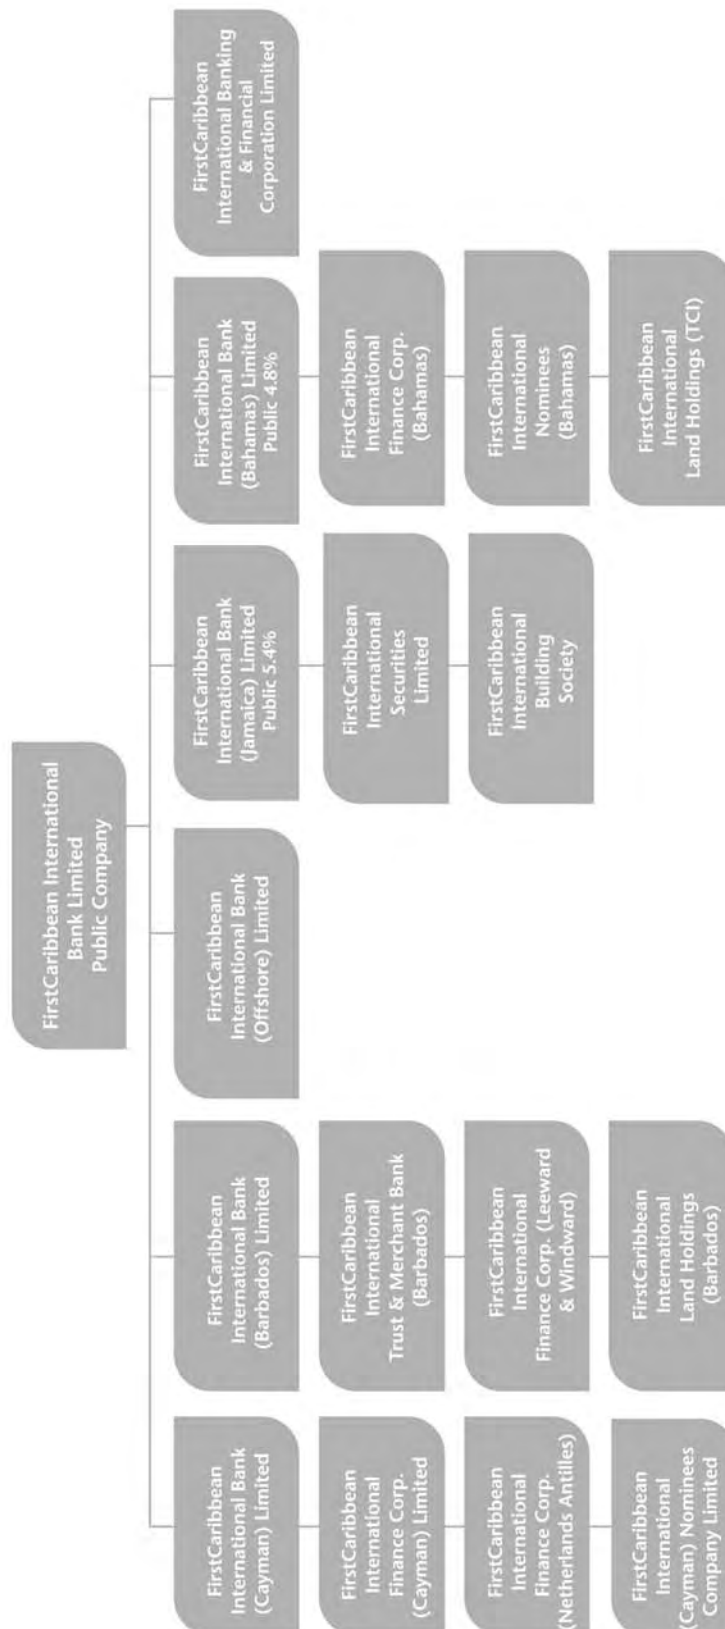 FirstCaribbean International
Bank Limited
Public Company
FirstCaribbean
International Bank
(Cayman) Limited
FirstCaribbean
International
Finance Corp.
(Cayman) Limited
FirstCaribbean
International
Finance Corp.
(Netherlands Antilles)
FirstCaribbean
International
(Cayman) Nominees
Company Limited
FirstCaribbean
International Bank
(Barbados) Limited
FirstCaribbean
International
Trust & Merchant Bank
(Barbados)
FirstCaribbean
International
Finance Corp. (Leeward
& Windward)
FirstCaribbean
International
Land Holdings
(Barbados)
FirstCaribbean
International Bank
(Offshore) Limited
FirstCaribbean
International Bank
(Jamaica) Limited
Public 5.4%
FirstCaribbean
International
Securities
Limited
FirstCaribbean
International
Building
Society
FirstCaribbean
International Bank
(Bahamas) Limited
Public 4.8%
FirstCaribbean
International
Finance Corp.
(Bahamas)
FirstCaribbean
International
Nominees
(Bahamas)
FirstCaribbean
International
Land Holdings (TCI)
FirstCaribbean
International Banking
& Financial
Corporation Limited